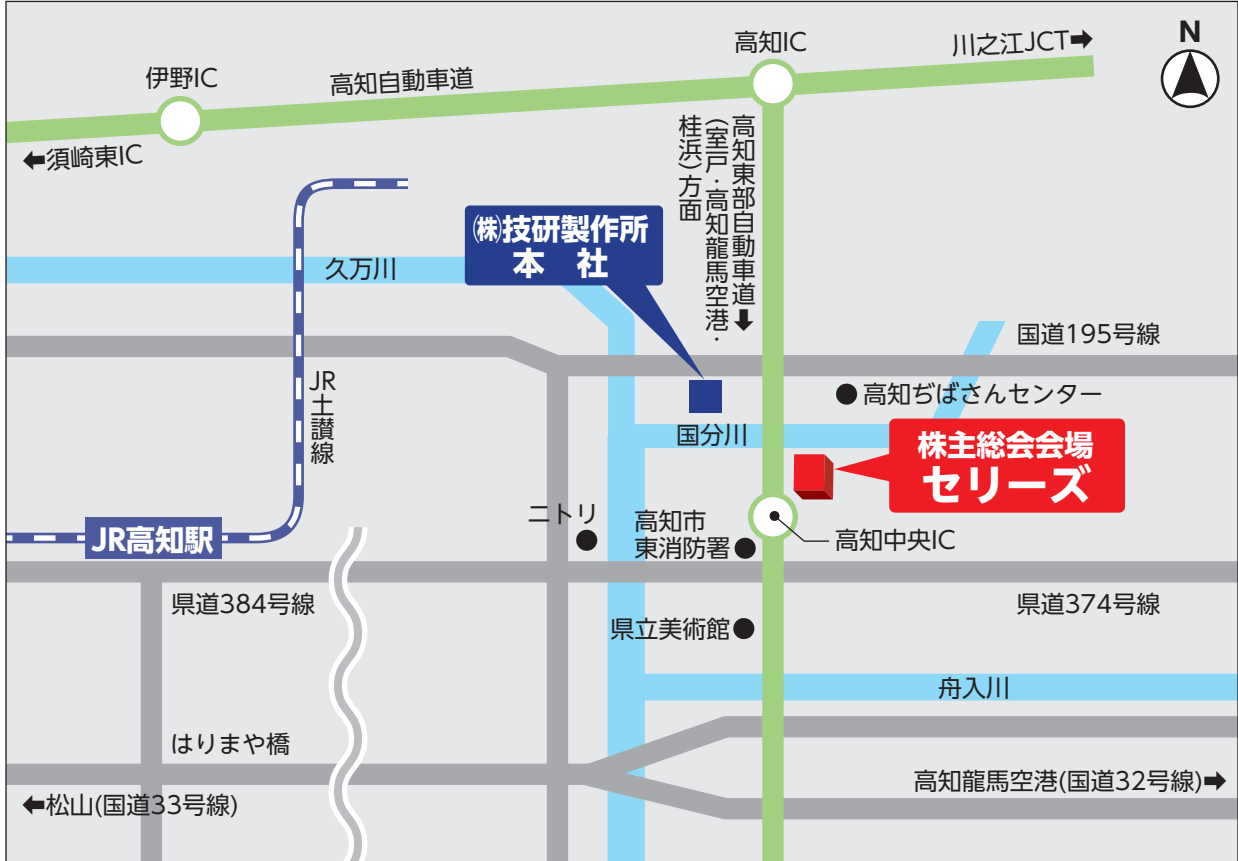 N
高知IC
川之江JCT➡
伊野IC
高知自動車道
⬅須崎東IC
高知東部自動車道➡
(室戸・高知龍馬空港・
桂浜)方面
㈱技研製作所
本 社
久万川
国道195号線
JR土讃線
高知ぢばさんセンター
国分川
株主総会会場
セリーズ
ニトリ
高知市
東消防署
高知中央IC
JR高知駅
県道384号線
県道374号線
県立美術館
舟入川
はりまや橋
高知龍馬空港(国道32号線)➡
⬅松山(国道33号線)